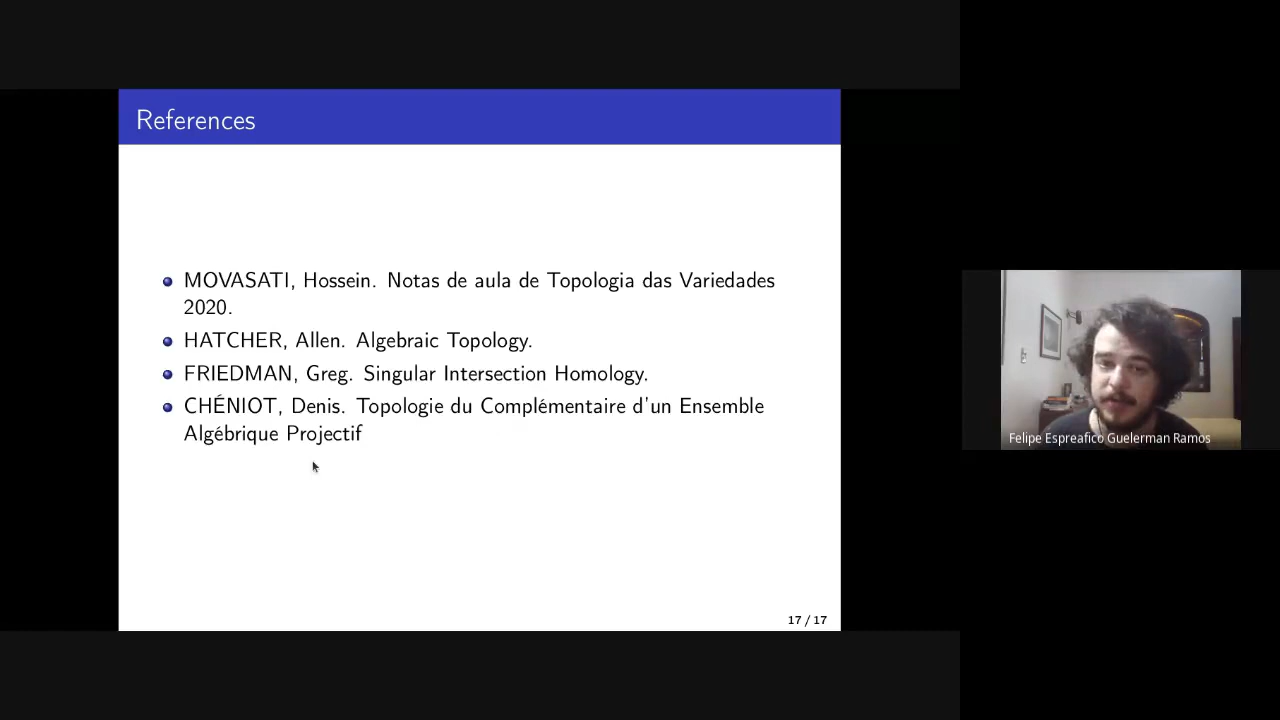 References
MOVASATI, Hossein. Notas de aula de Topologia das Variedades
2020.
HATCHER, Allen. Algebraic Topology.
FRIEDMAN, Greg. Singular Intersection Homology.
CHÉNIOT, Denis. Topologie du Complémentaire d'un Ensemble
Algébrique Projectif
17 / 17
Felipe Espreafico Guelerman Ramos